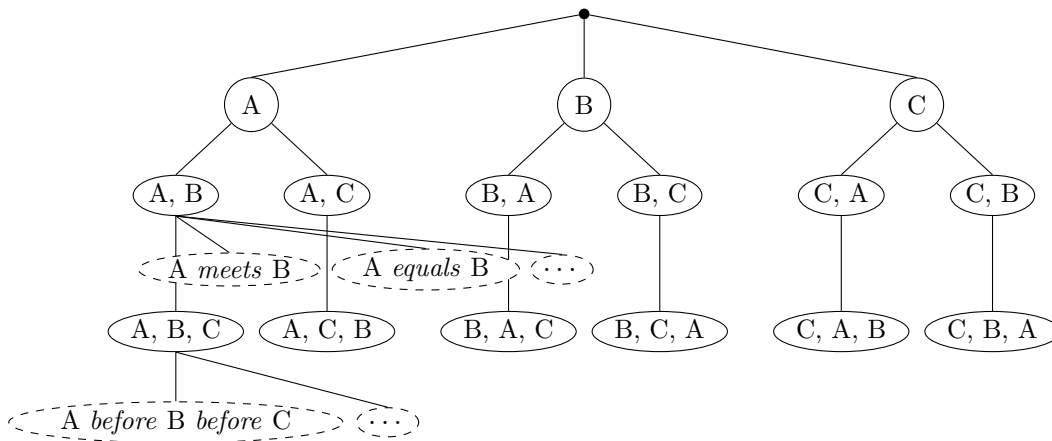 A B C
A, B A, C B, A B, C C, A C, B
A meets B A equals B ···
A, B, C A, C, B B, A, C B, C, A C, A, B C, B, A
A before B before C ···